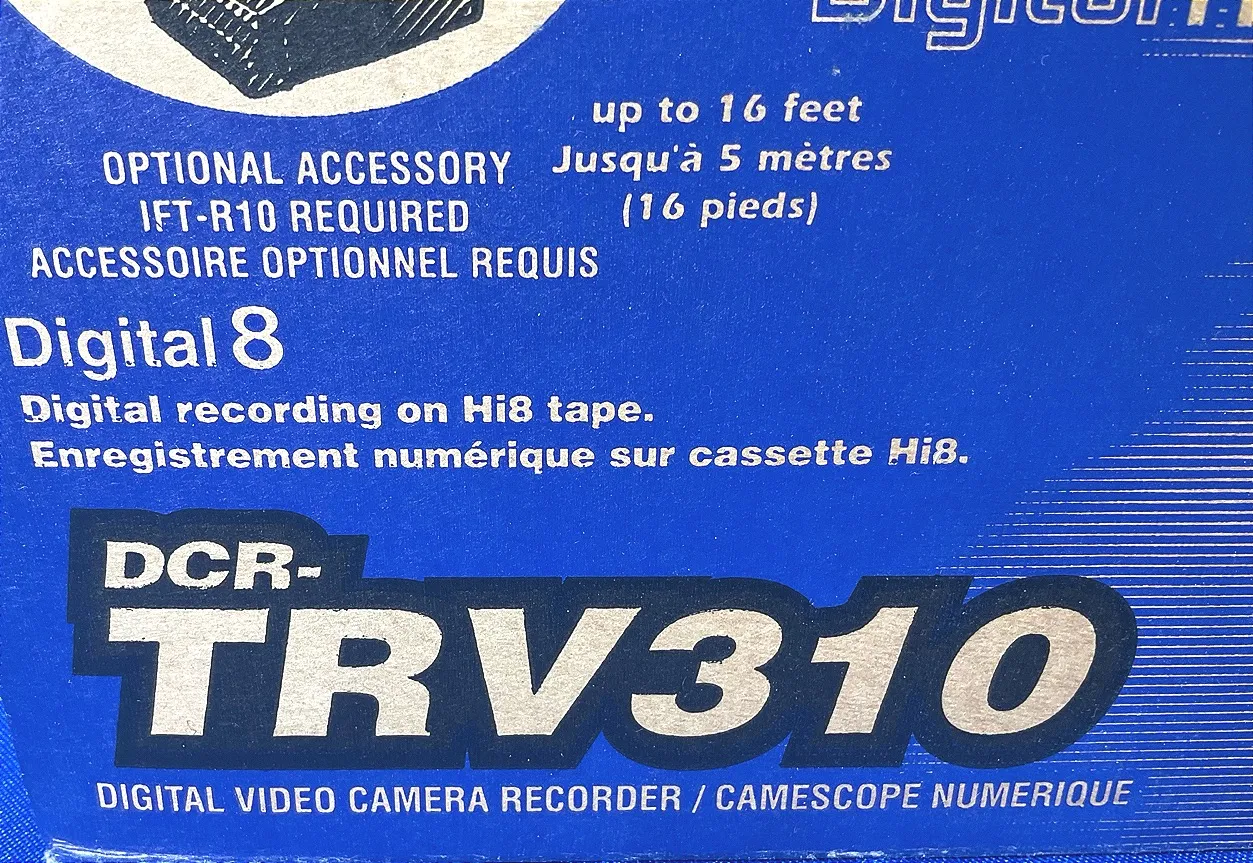 up to 16 feet
Jusqu'à 5 mètres
(16 pieds)
OPTIONAL ACCESSORY
IFT-R10 REQUIRED
ACCESSOIRE OPTIONNEL REQUIS
Digital 8
Digital recording on Hi8 tape.
Enregistrement numérique sur cassette Hi8.
DCR-
TRV310
DIGITAL VIDEO CAMERA RECORDER / CAMESCOPE NUMERIQUE